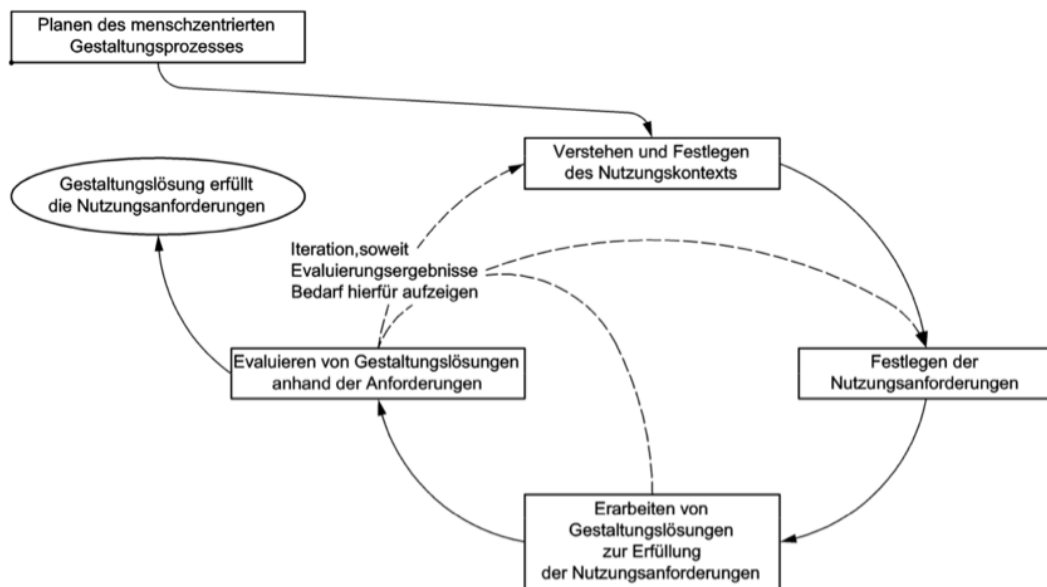 Planen des menschzentrierten
Gestaltungsprozesses
Verstehen und Festlegen
des Nutzungskontexts
Gestaltungslösung erfüllt
die Nutzungsanforderungen
Iteration,soweit
Evaluierungsergebnisse
Bedarf hierfür aufzeigen
Evaluieren von Gestaltungslösungen
anhand der Anforderungen
Festlegen der
Nutzungsanforderungen
Erarbeiten von
Gestaltungslösungen
zur Erfüllung
der Nutzungsanforderungen